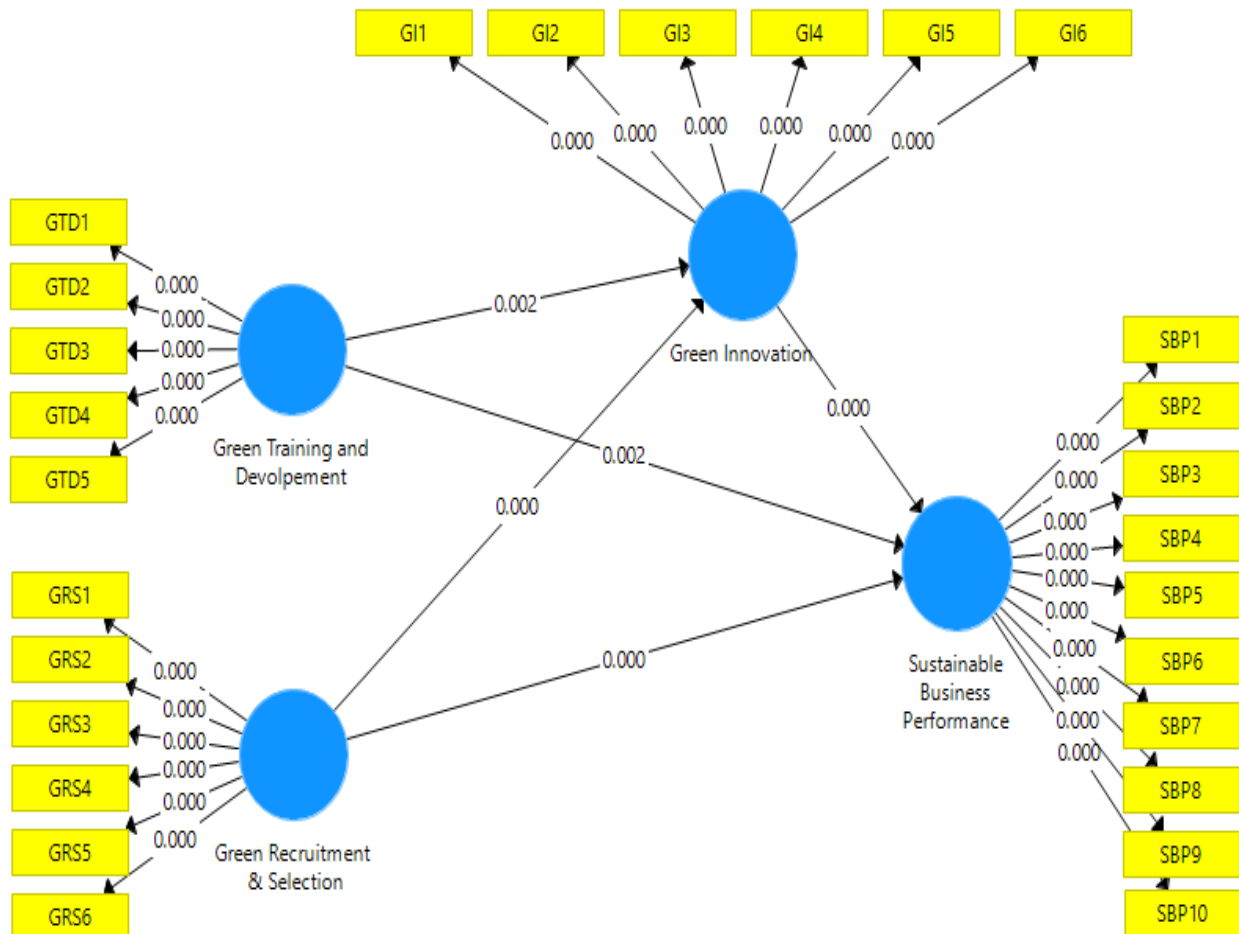 GI1
GI2
GI3
GI4
GI5
GI6
0.000
0.000
0.000
0.000
0.000
0.000
GTD1
GTD2
GTD3
GTD4
GTD5
0.000
0.000
0.000
0.000
0.000
Green Training and
Devolpement
0.002
0.002
Green Innovation
0.000
0.000
0.000
GRS1
GRS2
GRS3
GRS4
GRS5
GRS6
0.000
0.000
0.000
0.000
0.000
0.000
Green Recruitment
& Selection
Sustainable
Business
Performance
0.000
0.000
0.000
0.000
0.000
0.000
0.000
0.000
0.000
0.000
SBP1
SBP2
SBP3
SBP4
SBP5
SBP6
SBP7
SBP8
SBP9
SBP10